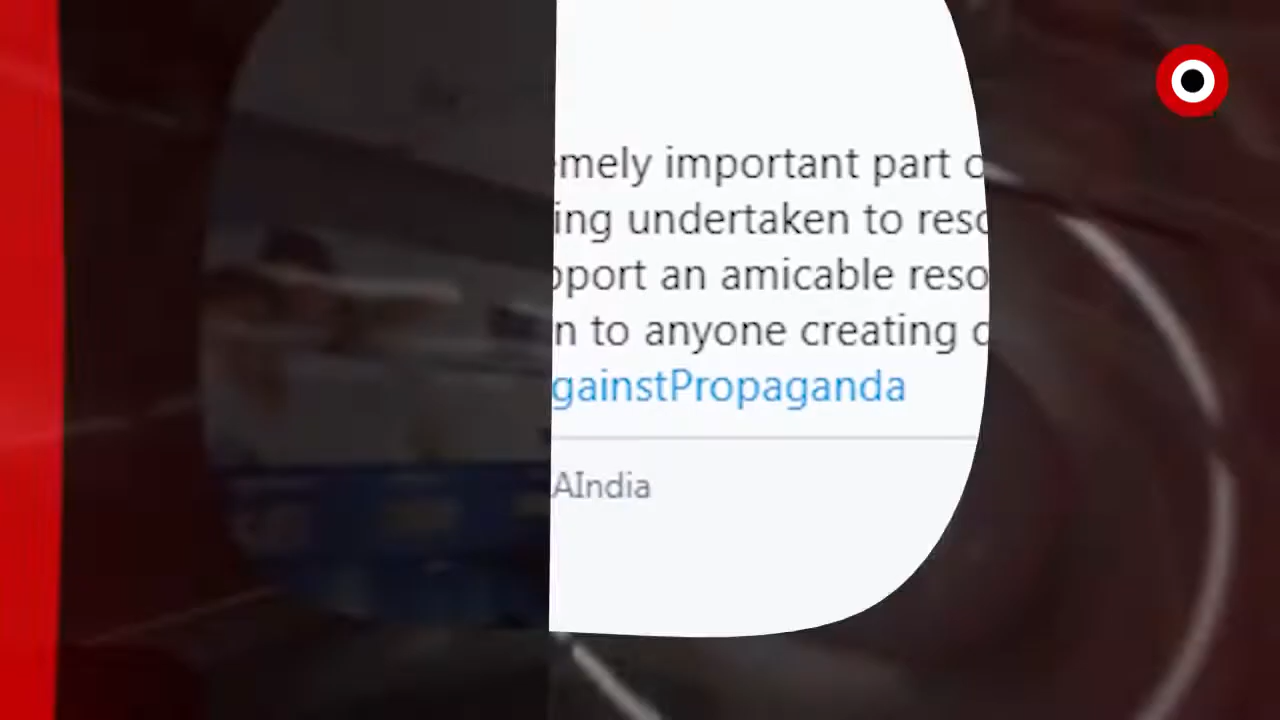 emely important part o
ing undertaken to reso
pport an amicable reso
n to anyone creating d
gainstPropaganda
AIndia